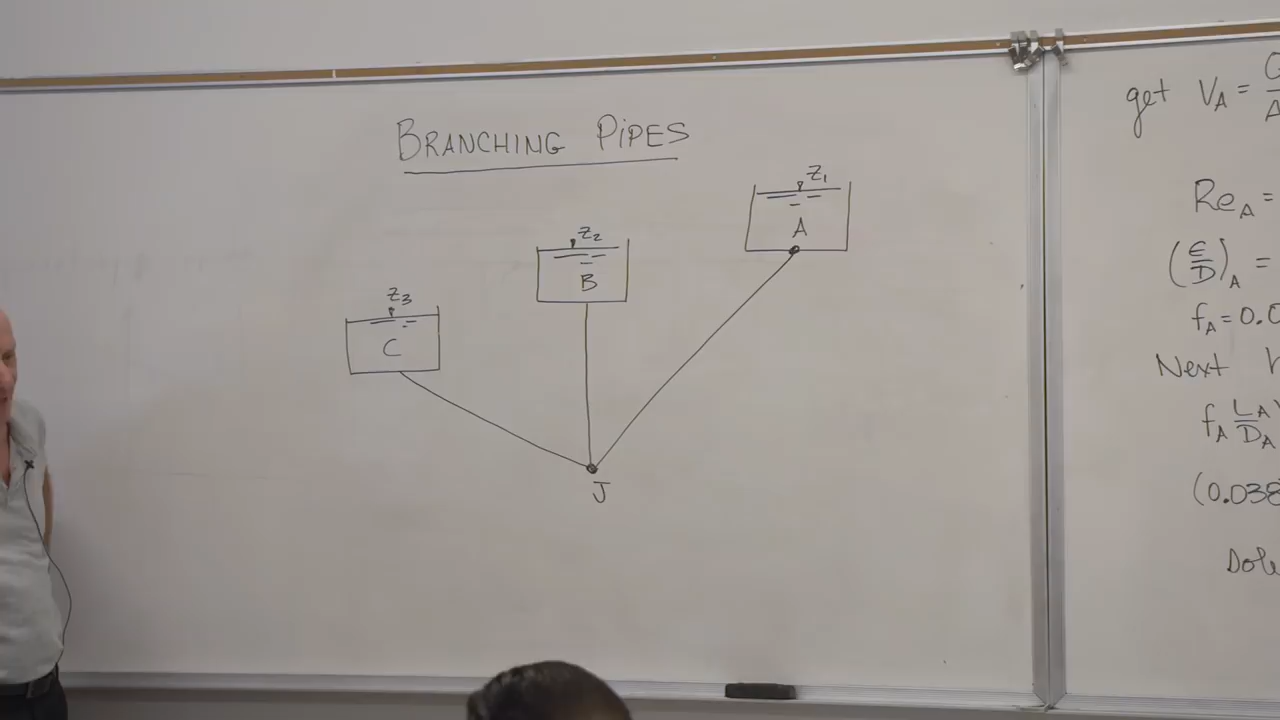 BRANCHING PIPES
Z1
A
Z2
B
Z3
C
J
get VA =
ReA =
(ε/D)A =
fA = 0.0
Next
fA LA/DA
(0.038